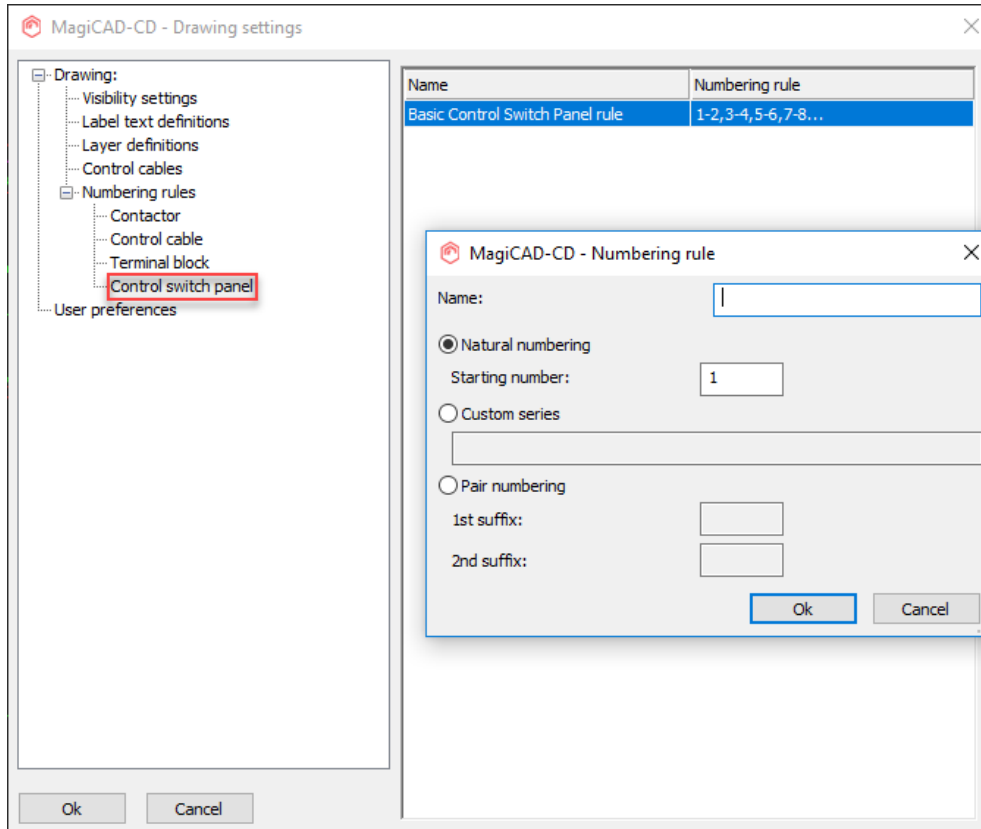 MagiCAD-CD - Drawing settings
Drawing:
Visibility settings
Label text definitions
Layer definitions
Control cables
Numbering rules
Contactor
Control cable
Terminal block
Control switch panel
User preferences
Name Numbering rule
Basic Control Switch Panel rule 1-2,3-4,5-6,7-8...
MagiCAD-CD - Numbering rule
Name:
Natural numbering
Starting number: 1
Custom series
Pair numbering
1st suffix:
2nd suffix:
Ok Cancel
Ok Cancel